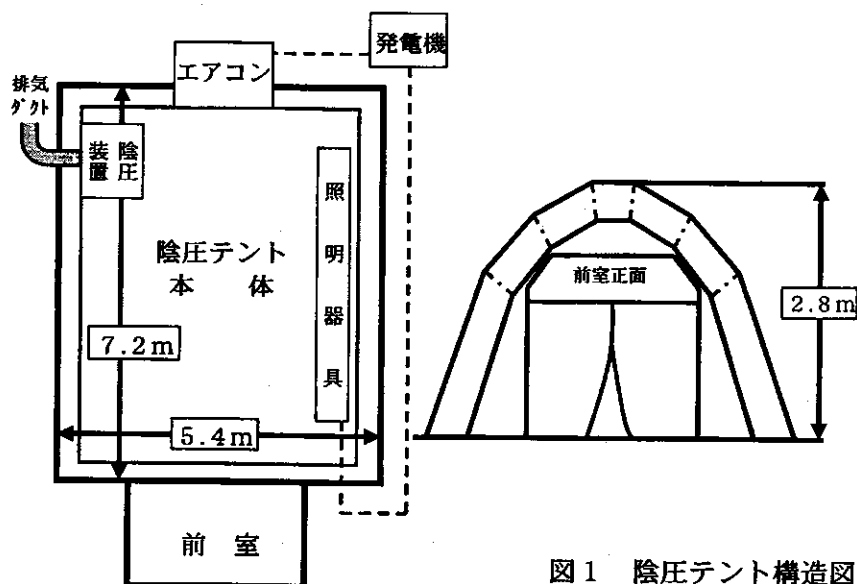 発電機
エアコン
排気
ダクト
陰圧
装置
照明器具
陰圧テント
本体
7.2m
5.4m
前室
前室正面
2.8m
図1 陰圧テント構造図